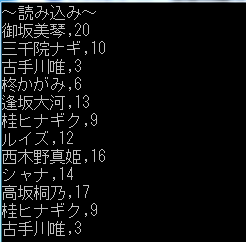 ～読み込み～
御坂美琴,20
三千院ナギ,10
古手川唯,3
柊かがみ,6
逢坂大河,13
桂ヒナギク,9
ルイズ,12
西木野真姫,16
シャナ,14
高坂桐乃,17
桂ヒナギク,9
古手川唯,3